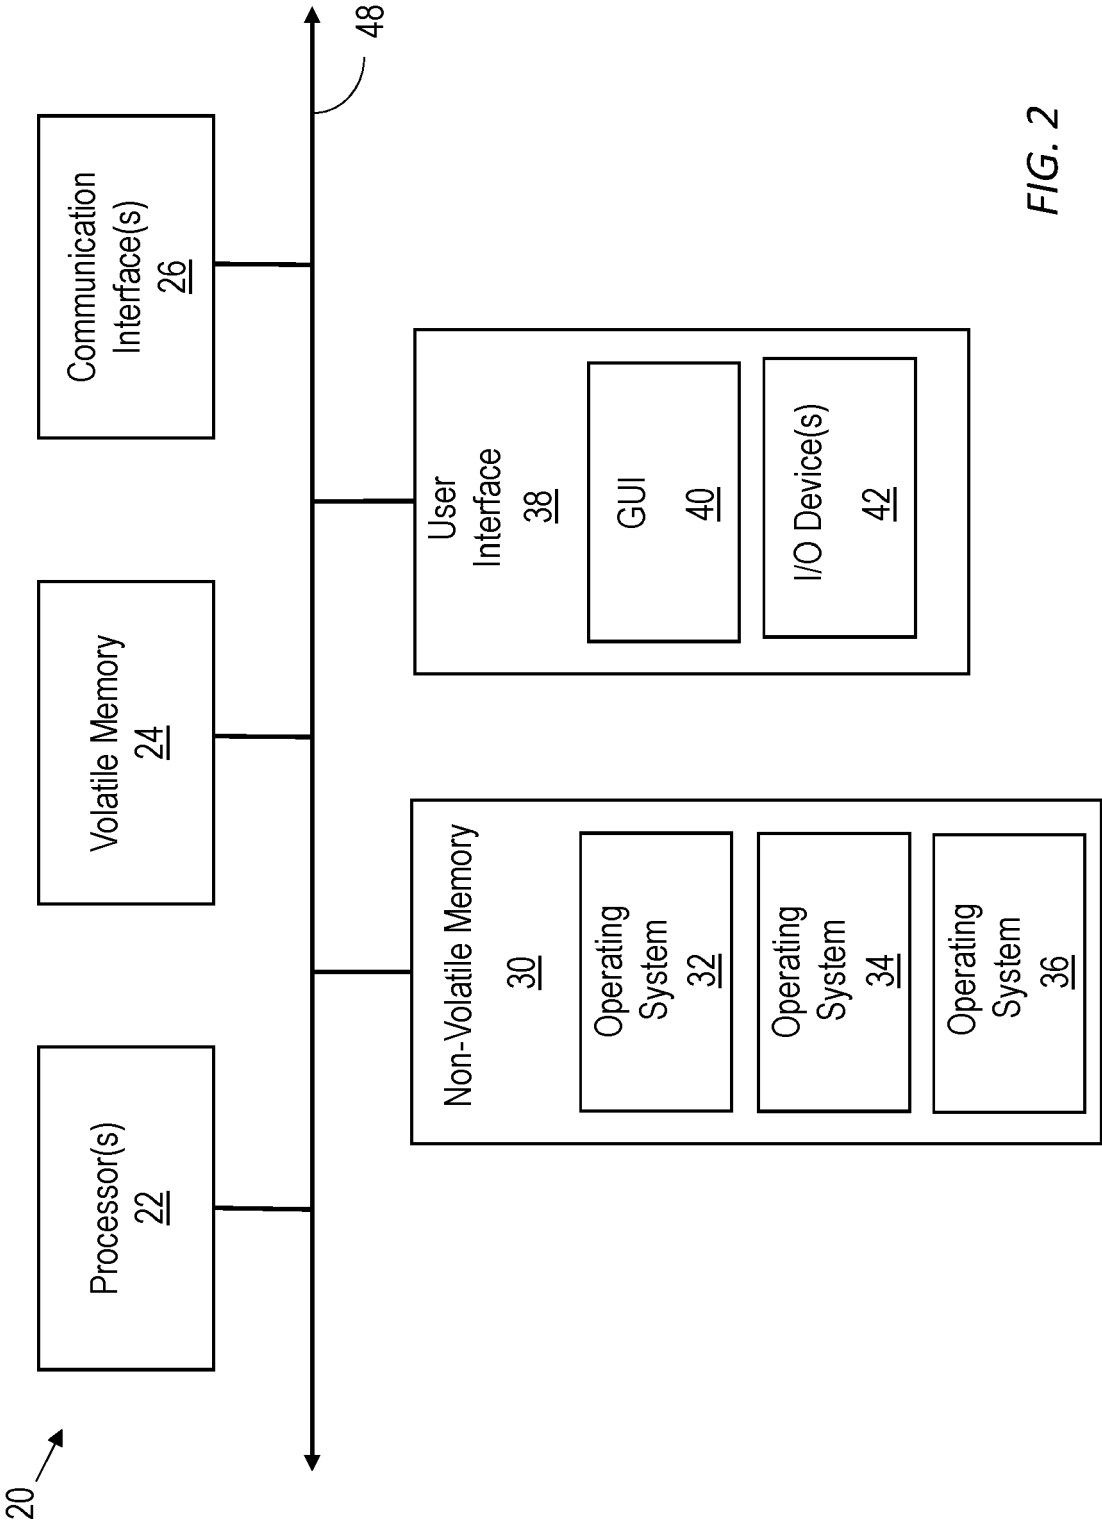 20
Processor(s)
22
Volatile Memory
24
Communication
Interface(s)
26
48
Non-Volatile Memory
30
Operating
System
32
Operating
System
34
Operating
System
36
User
Interface
38
GUI
40
I/O Device(s)
42
FIG. 2